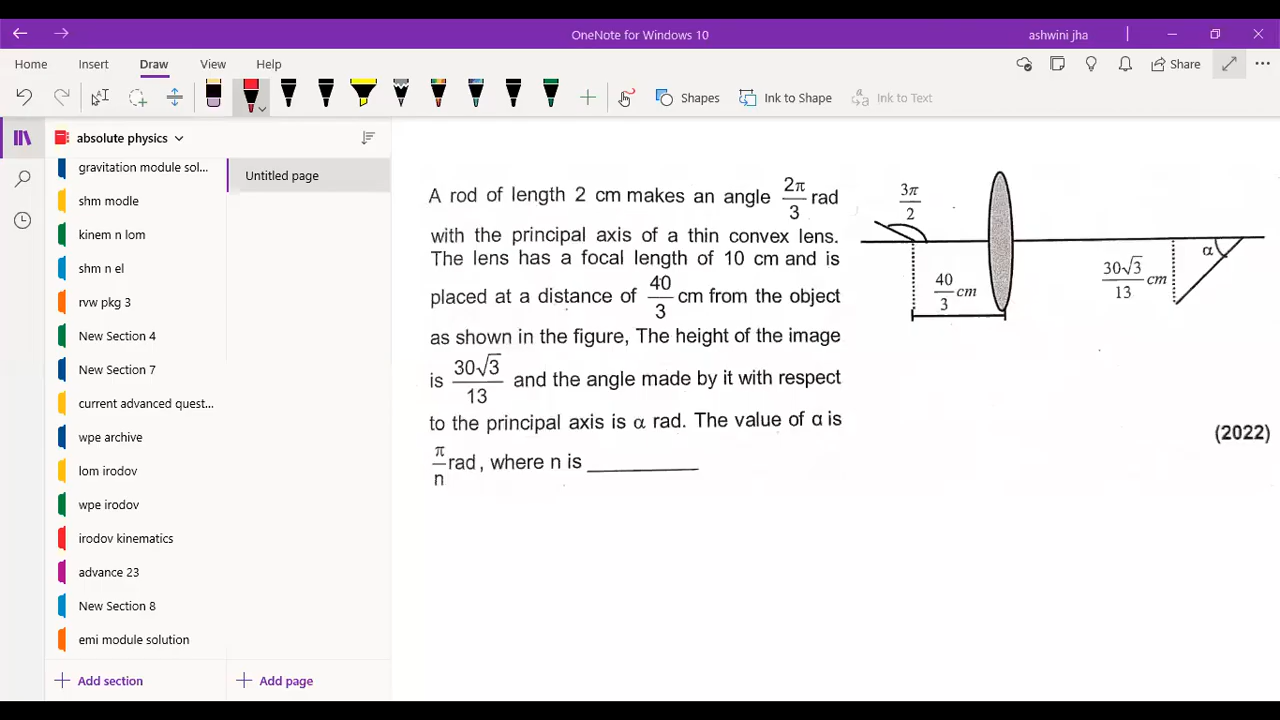 OneNote for Windows 10
ashwini jha
Home Insert Draw View Help
Share
Shapes
Ink to Shape
Ink to Text
absolute physics
gravitation module sol...
shm modle
kinem n lom
shm n el
rvw pkg 3
New Section 4
New Section 7
current advanced quest...
wpe archive
lom irodov
wpe irodov
irodov kinematics
advance 23
New Section 8
emi module solution
Add section
Untitled page
Add page
A rod of length 2 cm makes an angle 2π/3 rad
with the principal axis of a thin convex lens.
The lens has a focal length of 10 cm and is
placed at a distance of 40/3 cm from the object
as shown in the figure, The height of the image
is 30√3/13 and the angle made by it with respect
to the principal axis is α rad. The value of α is
π/n rad, where n is ________
3π/2
40/3 cm
30√3/13 cm
α
(2022)